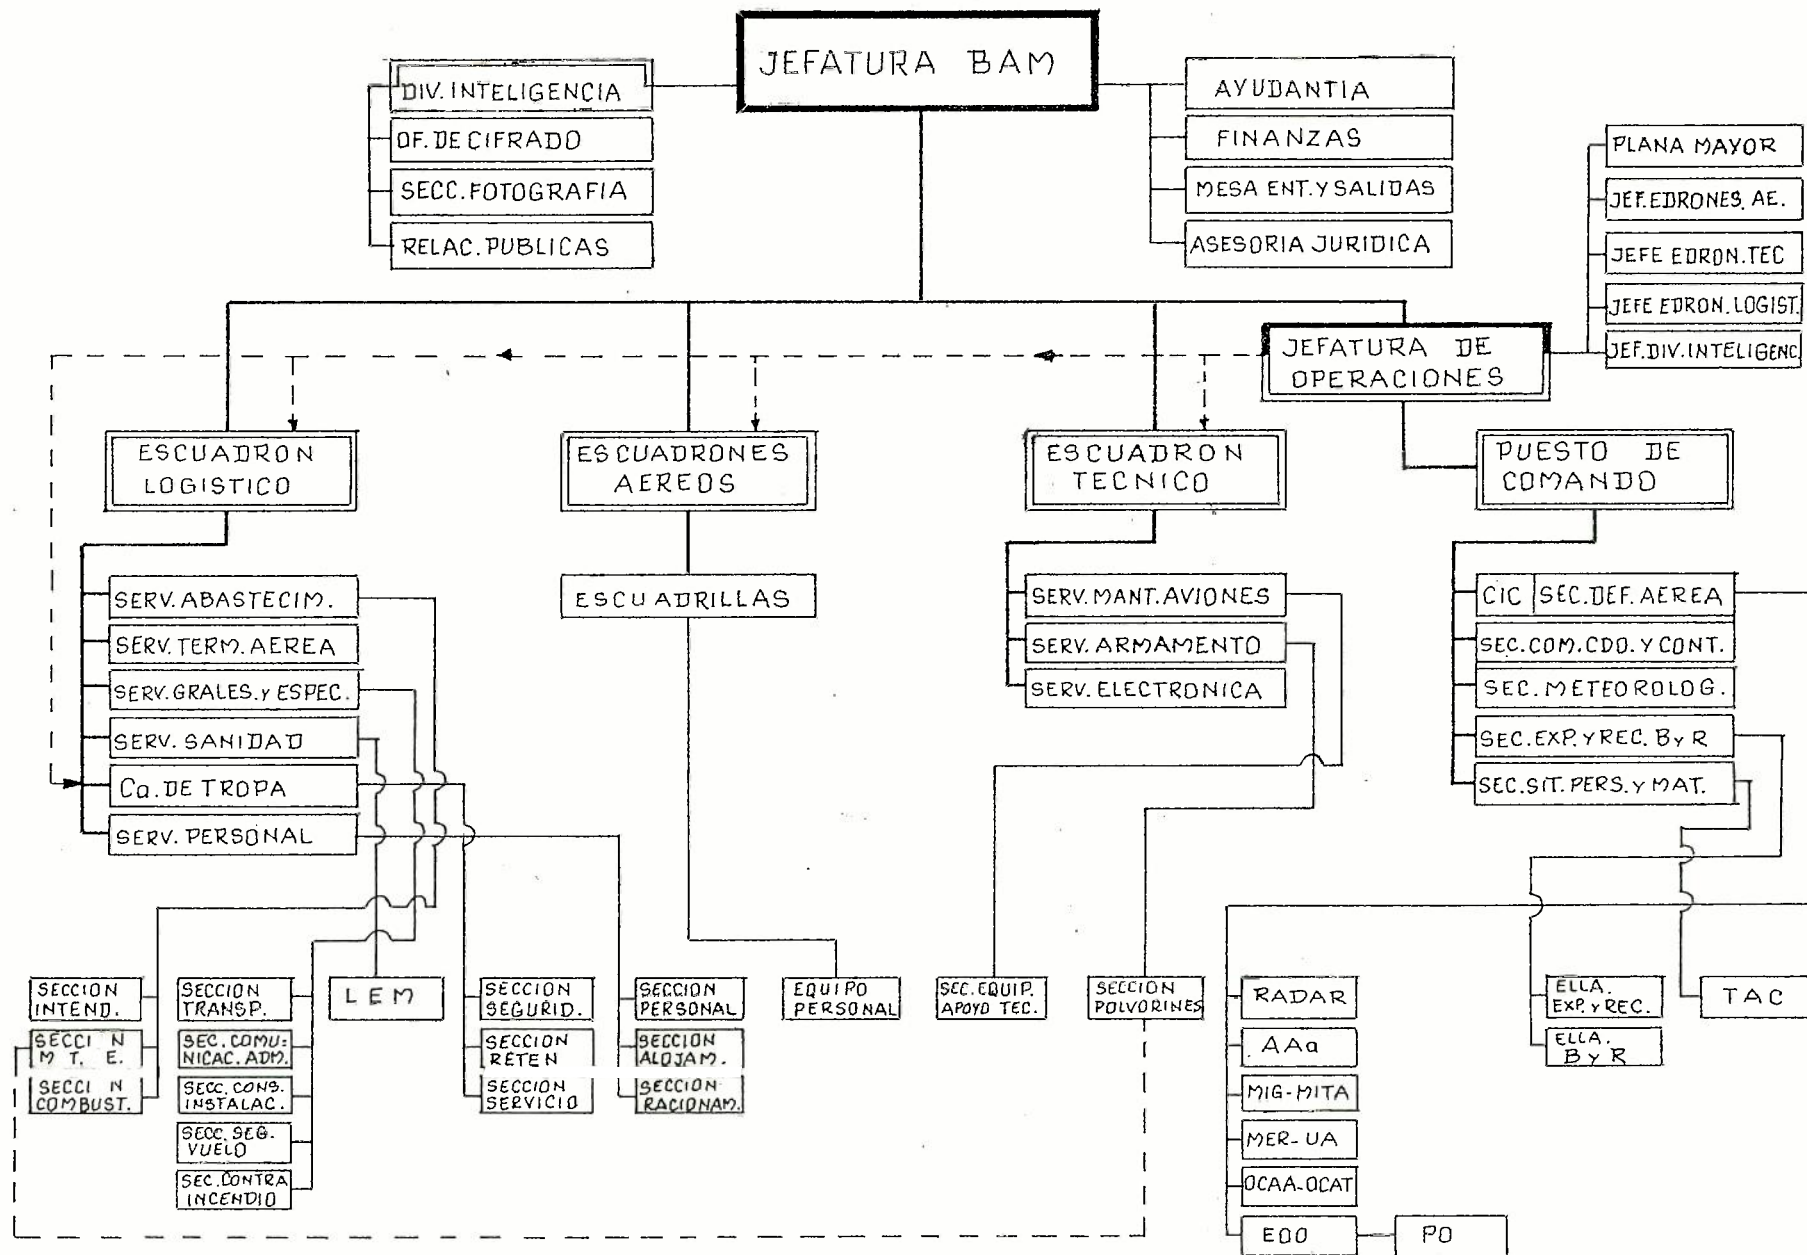 JEFATURA BAM
DIV. INTELIGENCIA
OF. DE CIFRADO
SECC. FOTOGRAFIA
RELAC. PUBLICAS
AYUDANTIA
FINANZAS
MESA ENT. Y SALIDAS
ASESORIA JURIDICA
PLANA MAYOR
JEF. EDRONES. AE.
JEFE EDRON. TEC
JEFE EDRON. LOGIST.
JEF. DIV. INTELIGENC
JEFATURA DE
OPERACIONES
ESCUADRON
LOGISTICO
ESCUADRONES
AEREOS
ESCUADRON
TECNICO
PUESTO DE
COMANDO
SERV. ABASTECIM.
SERV. TERM. AEREA
SERV. GRALES. Y ESPEC.
SERV. SANIDAD
Ca. DE TROPA
SERV. PERSONAL
ESCUADRILLAS
SERV. MANT. AVIONES
SERV. ARMAMENTO
SERV. ELECTRONICA
CIC SEC. DEF. AEREA
SEC. COM. CDO. Y CONT.
SEC. METEOROLOG.
SEC. EXP. Y REC. B y R
SEC. SIT. PERS. Y MAT.
SECCION
INTEND.
SECCI N
M T. E.
SECCI N
COMBUST.
SECCION
TRANSP.
SEC. COMU=
NICAC. ADM.
SECC. CONS.
INSTALAC.
SECC. SEG.
VUELO
SEC. CONTRA
INCENDIO
LEM
SECCION
SEGURID.
SECCION
RETEN
SECCION
SERVICIO
SECCION
PERSONAL
SECCION
ALOJAM.
SECCION
RACIONAM.
EQUIPO
PERSONAL
SEC. EQUIP.
APOYO TEC.
SECCION
POLVORINES
RADAR
AAa
MIG-MITA
MER-UA
OCAA-OCAT
EOO
PO
ELLA.
EXP. Y REC.
ELLA.
B y R
TAC